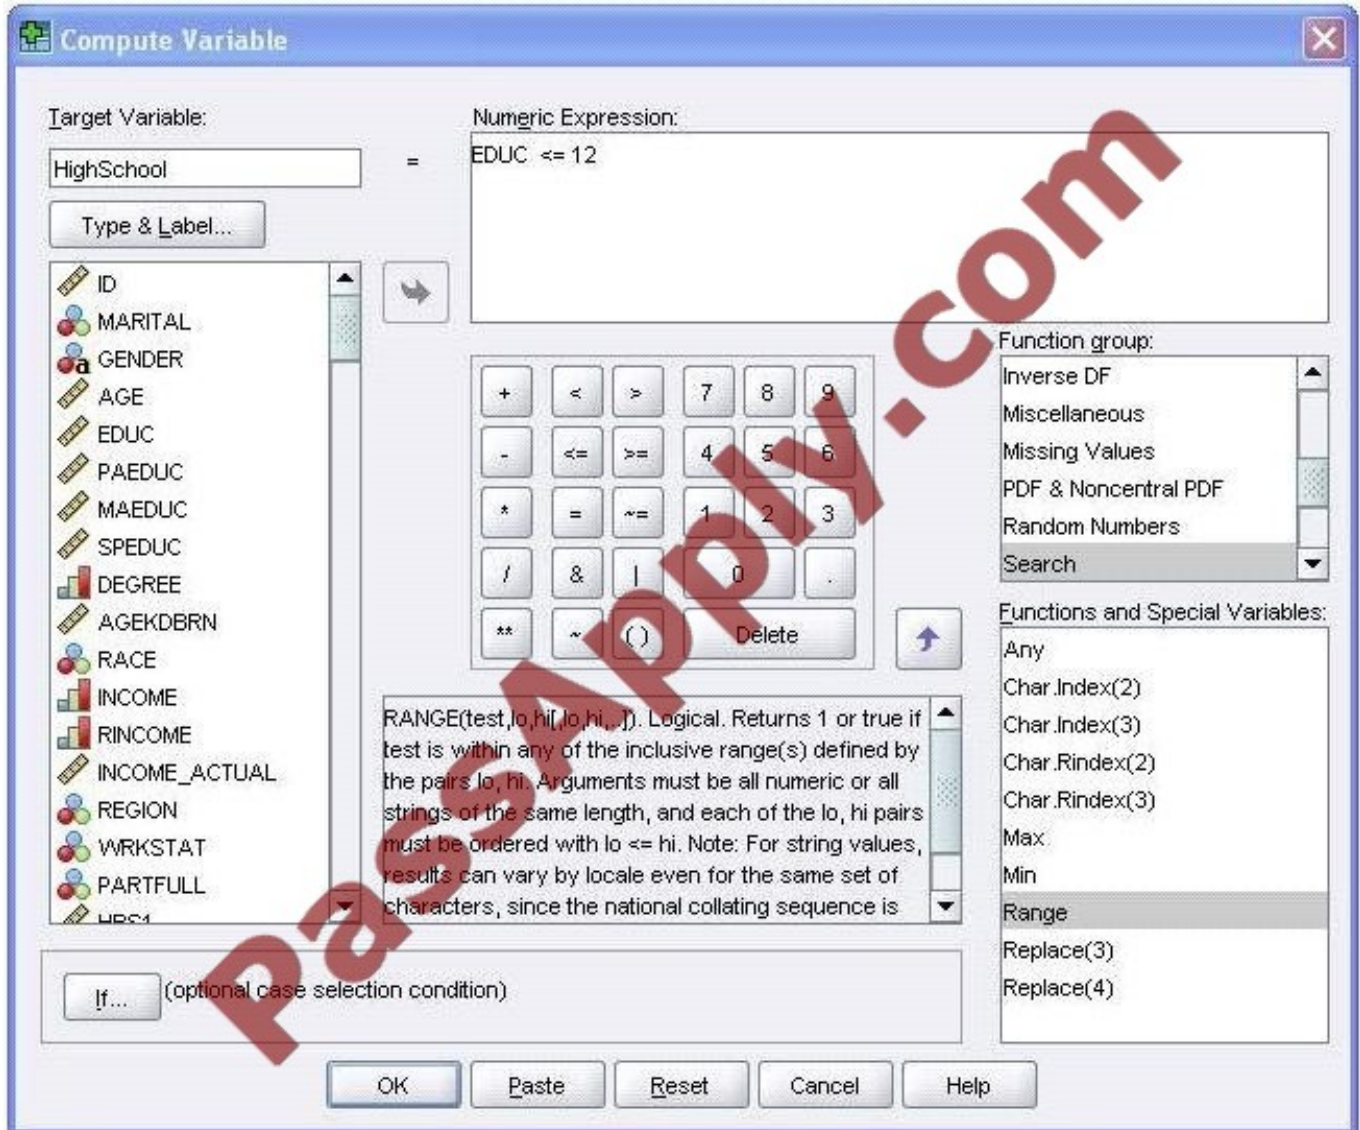 Compute Variable
Target Variable:
HighSchool
Type & Label...
=
Numeric Expression:
EDUC <= 12
ID
MARITAL
GENDER
AGE
EDUC
PAEDUC
MAEDUC
SPEDUC
DEGREE
AGEKDBRN
RACE
INCOME
RINCOME
INCOME_ACTUAL
REGION
WRKSTAT
PARTFULL
HRS1
+ < > 7 8 9
- <= >= 4 5 6
* = ~= 1 2 3
/ & | 0 .
** ~ ( ) Delete
Function group:
Inverse DF
Miscellaneous
Missing Values
PDF & Noncentral PDF
Random Numbers
Search
Functions and Special Variables:
Any
Char.Index(2)
Char.Index(3)
Char.Rindex(2)
Char.Rindex(3)
Max
Min
Range
Replace(3)
Replace(4)
RANGE(test,lo,hi[,lo,hi,..]). Logical. Returns 1 or true if
test is within any of the inclusive range(s) defined by
the pairs lo, hi. Arguments must be all numeric or all
strings of the same length, and each of the lo, hi pairs
must be ordered with lo <= hi. Note: For string values,
results can vary by locale even for the same set of
characters, since the national collating sequence is
If...
(optional case selection condition)
OK Paste Reset Cancel Help
PassApply.com